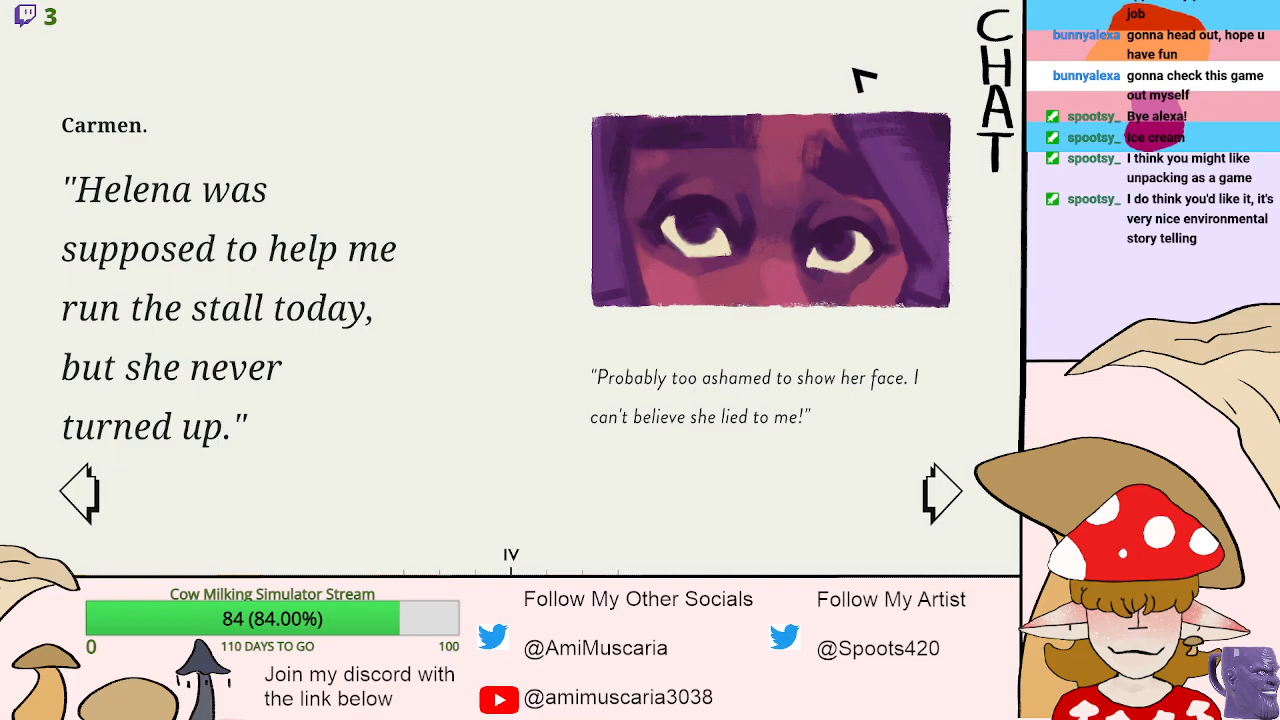 3
Carmen.
"Helena was
supposed to help me
run the stall today,
but she never
turned up."
"Probably too ashamed to show her face. I
can't believe she lied to me!"
IV
CHAT
job
bunnyalexa gonna head out, hope u
have fun
bunnyalexa gonna check this game
out myself
spootsy_ Bye alexa!
spootsy_ Ice cream
spootsy_ I think you might like
unpacking as a game
spootsy_ I do think you'd like it, it's
very nice environmental
story telling
Cow Milking Simulator Stream
84 (84.00%)
0 110 DAYS TO GO 100
Join my discord with
the link below
Follow My Other Socials
@AmiMuscaria
@amimuscaria3038
Follow My Artist
@Spoots420